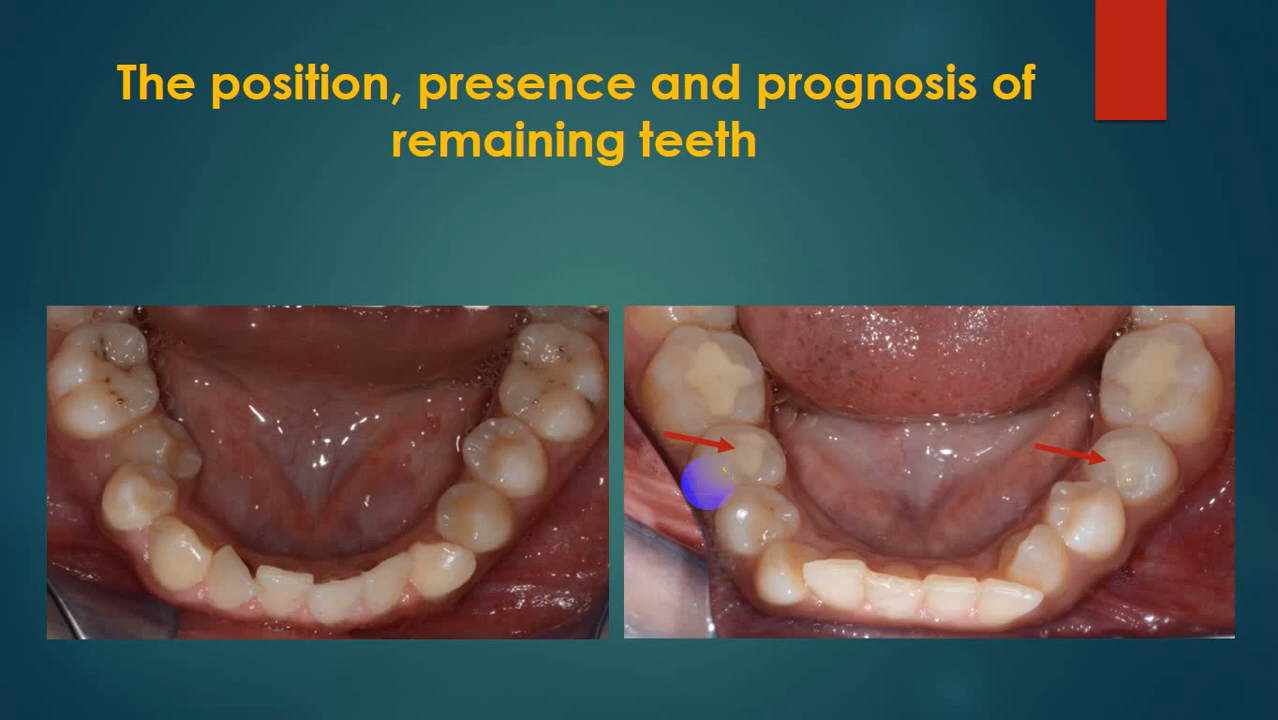 The position, presence and prognosis of
remaining teeth